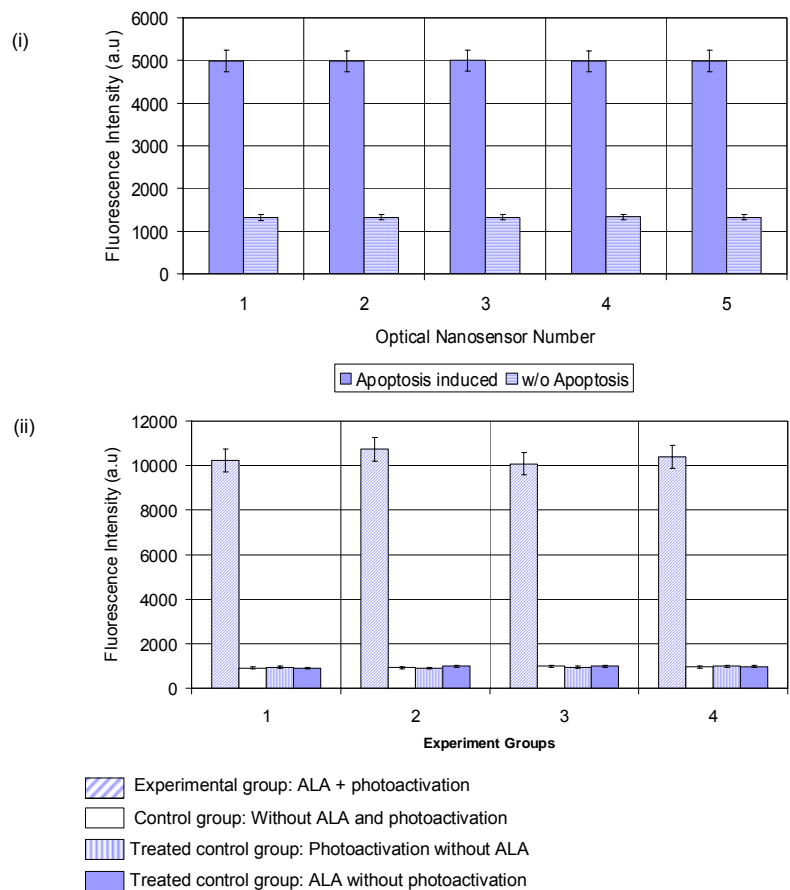 (i)
Fluorescence Intensity (a.u)
6000
5000
4000
3000
2000
1000
0
1 2 3 4 5
Optical Nanosensor Number
Apoptosis induced w/o Apoptosis
(ii)
Fluorescence Intensity (a.u)
12000
10000
8000
6000
4000
2000
0
1 2 3 4
Experiment Groups
Experimental group: ALA + photoactivation
Control group: Without ALA and photoactivation
Treated control group: Photoactivation without ALA
Treated control group: ALA without photoactivation